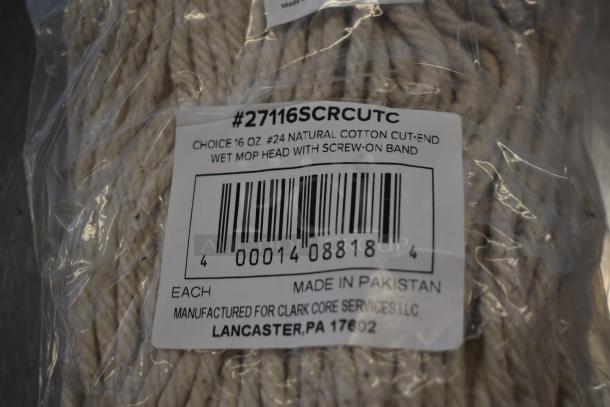 Made
#27116SCRCUTC
CHOICE 16 OZ. #24 NATURAL COTTON CUT-END
WET MOP HEAD WITH SCREW-ON BAND
4 00014 08818 4
EACH MADE IN PAKISTAN
MANUFACTURED FOR CLARK CORE SERVICES LLC
LANCASTER, PA 17602